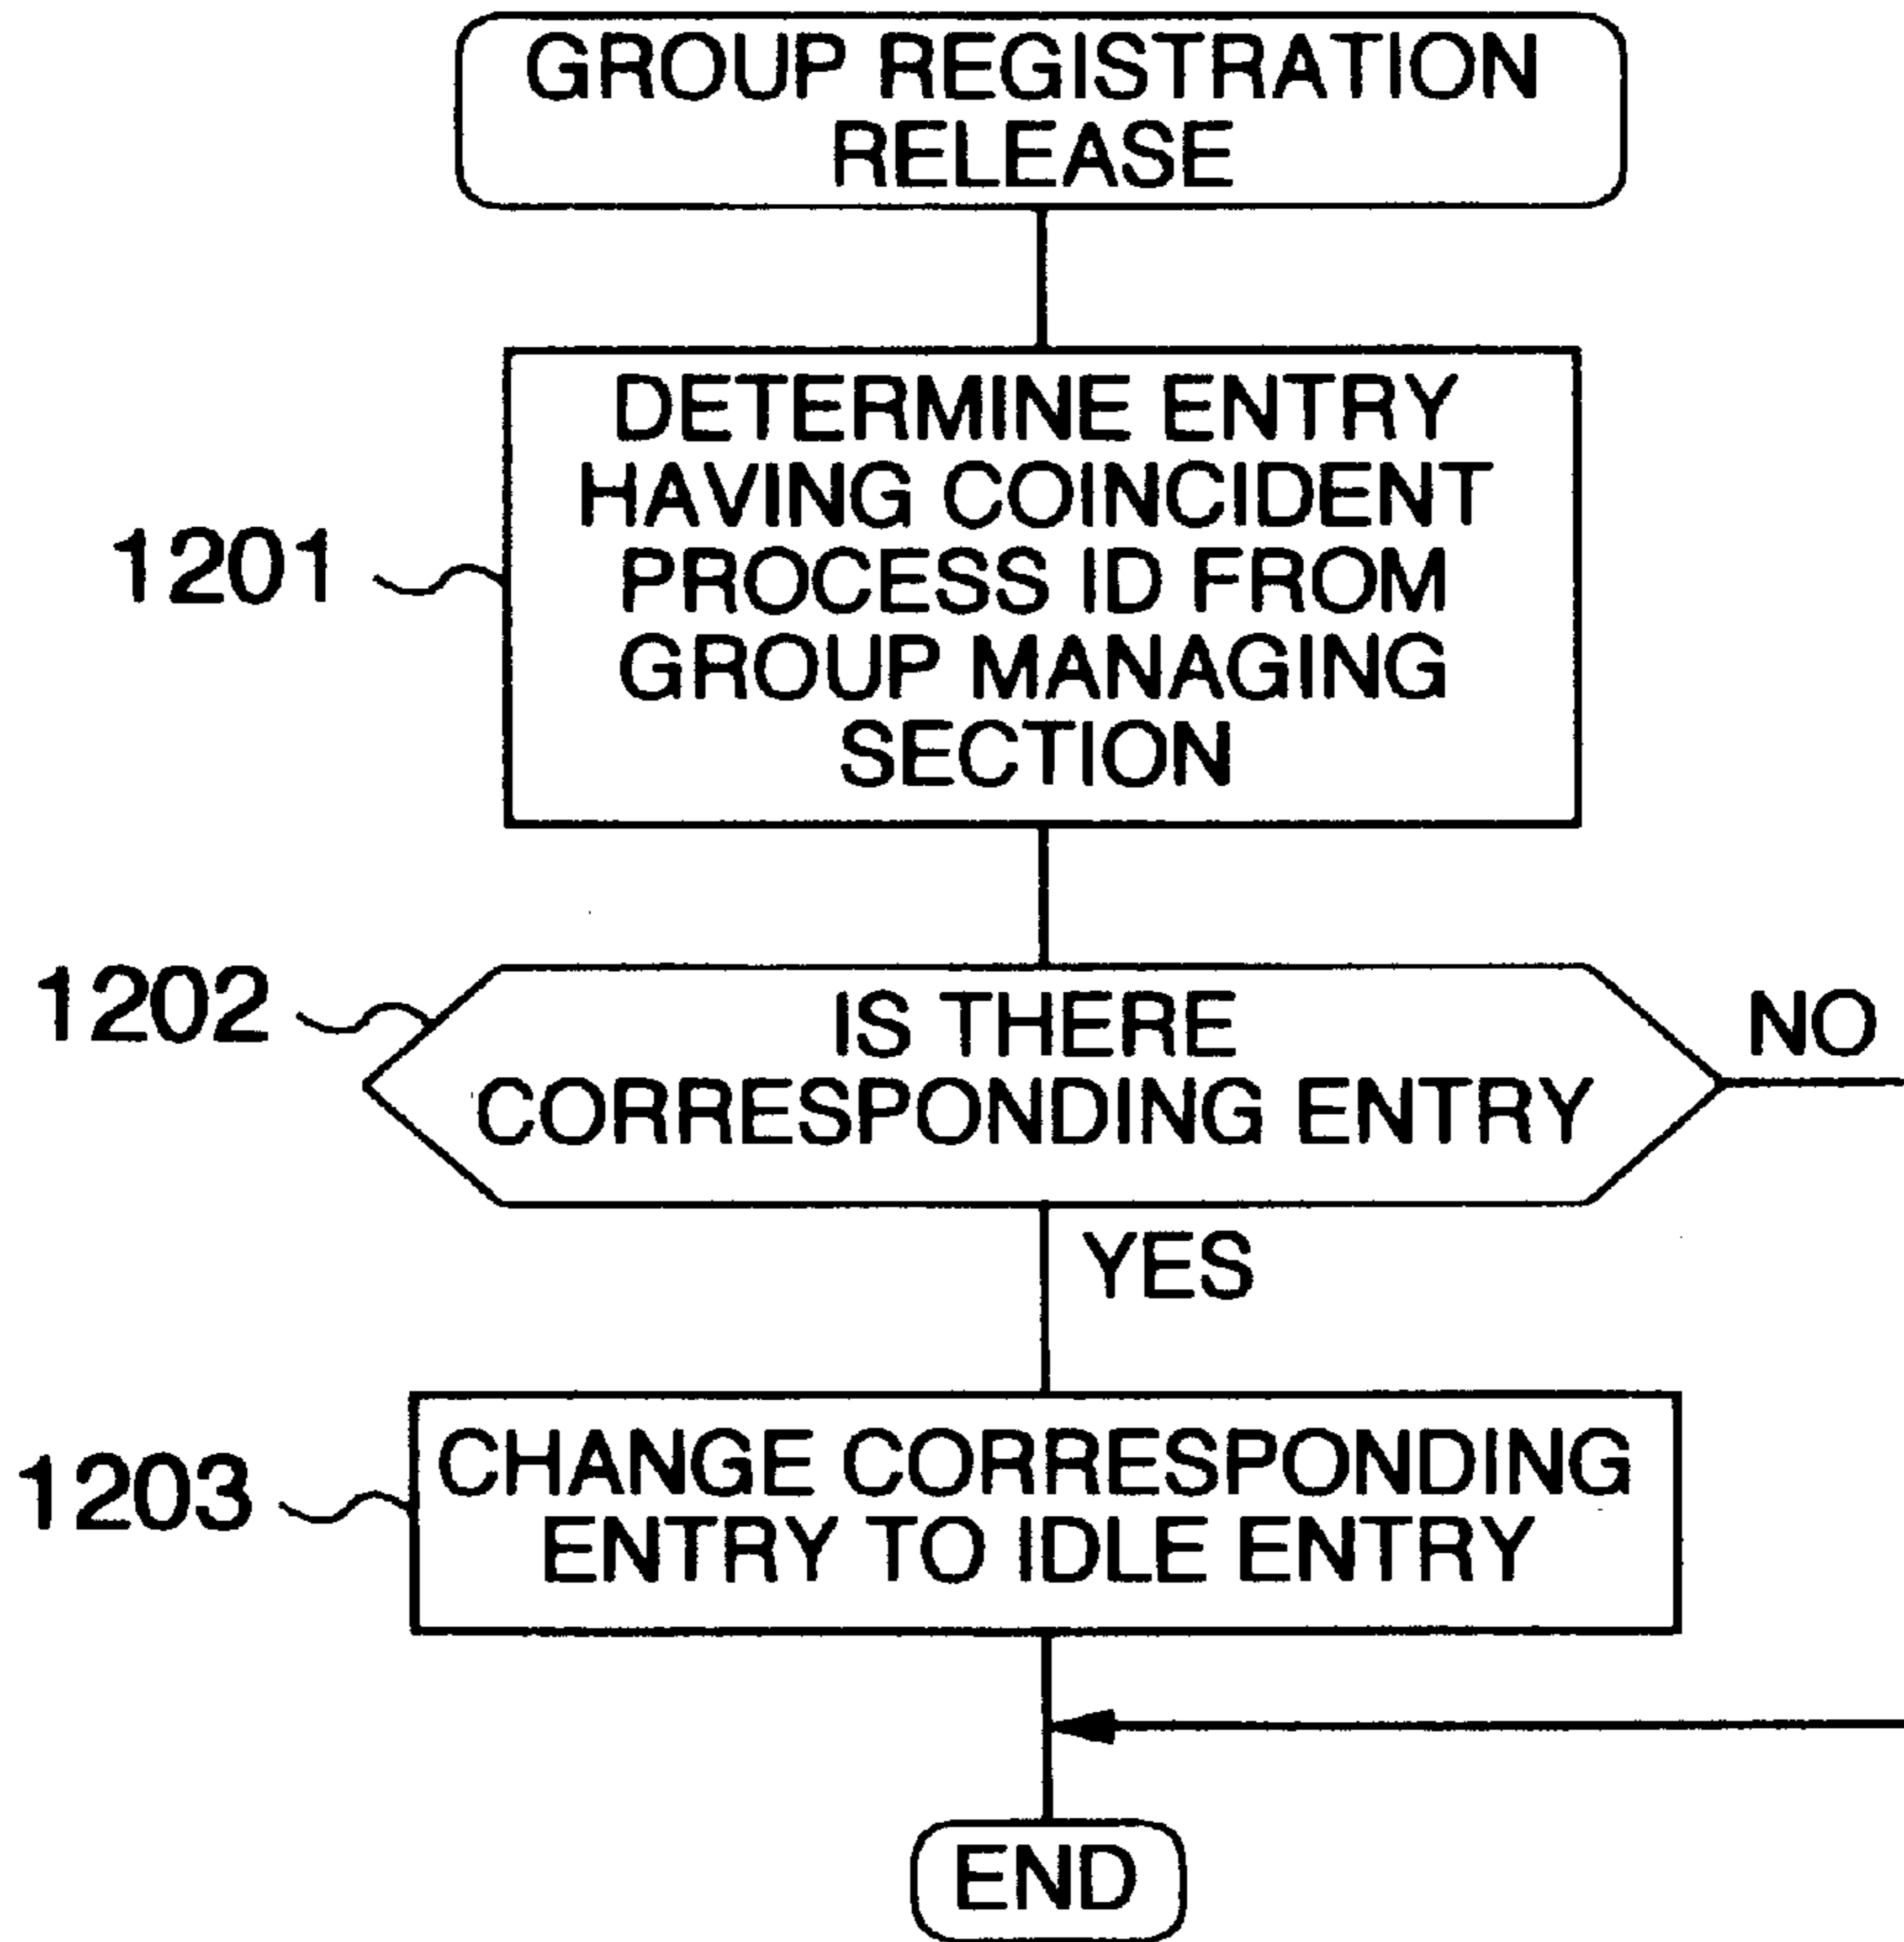 GROUP REGISTRATION
RELEASE
DETERMINE ENTRY
HAVING COINCIDENT
PROCESS ID FROM
GROUP MANAGING
SECTION
1201
1202
IS THERE
CORRESPONDING ENTRY
NO
YES
1203
CHANGE CORRESPONDING
ENTRY TO IDLE ENTRY
END